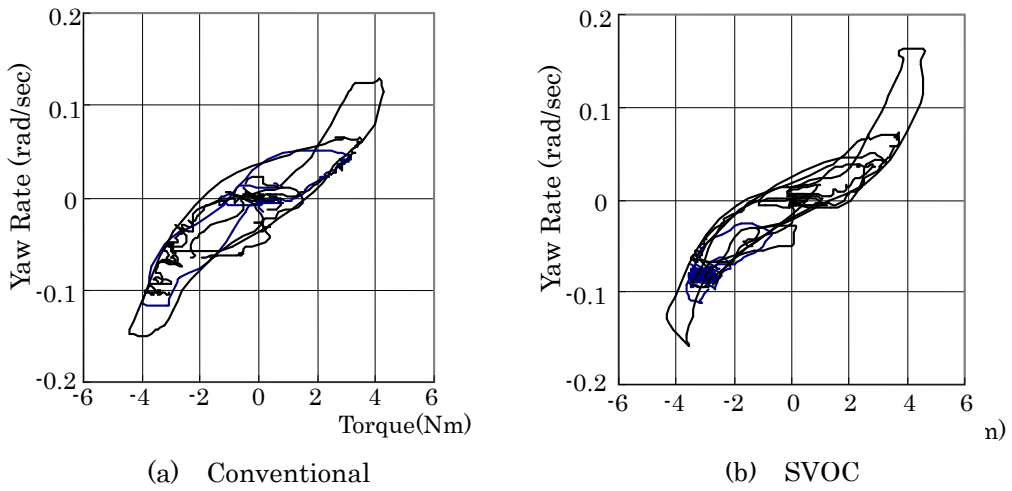 0.2
0.1
0
-0.1
-0.2
Yaw Rate (rad/sec)
-6 -4 -2 0 2 4 6
Torque(Nm)
(a) Conventional
0.2
0.1
0
-0.1
-0.2
Yaw Rate (rad/sec)
-6 -4 -2 0 2 4 6
n)
(b) SVOC